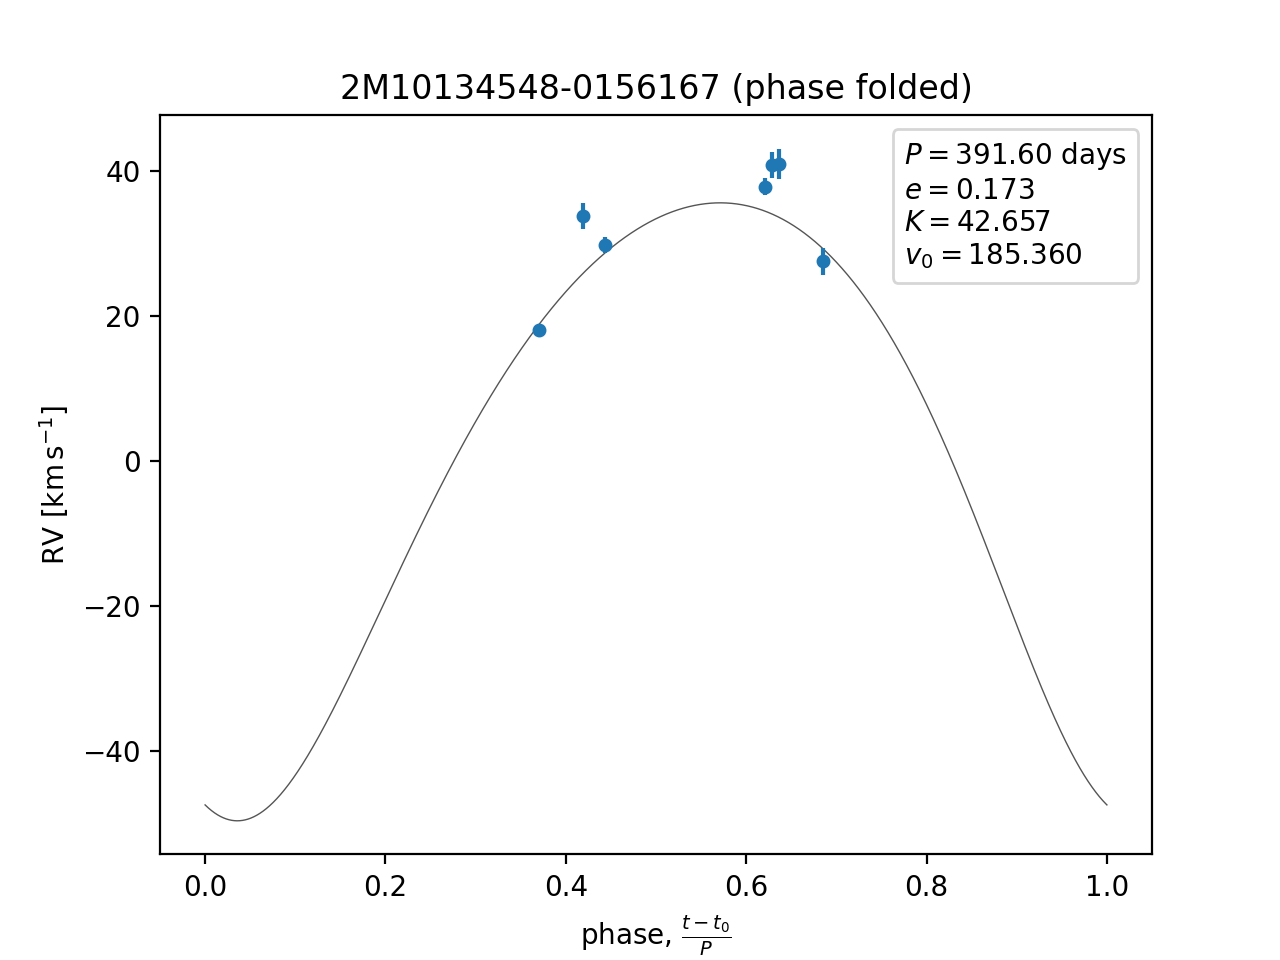 2M10134548-0156167 (phase folded)
P = 391.60 days
e = 0.173
K = 42.657
v₀ = 185.360
40
20
0
−20
−40
RV [km s⁻¹]
0.0 0.2 0.4 0.6 0.8 1.0
phase, (t − t₀)/P